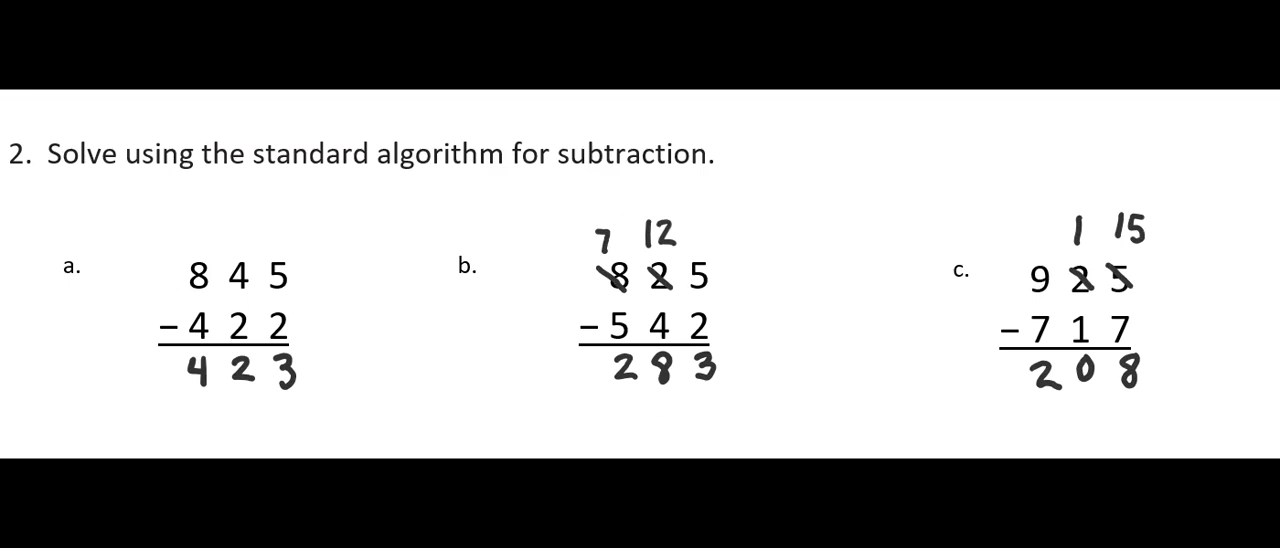 2. Solve using the standard algorithm for subtraction.
7 12 1 15
a. 8 4 5 b. 8 2 5 c. 9 2 5
- 4 2 2 - 5 4 2 - 7 1 7
4 2 3 2 8 3 2 0 8